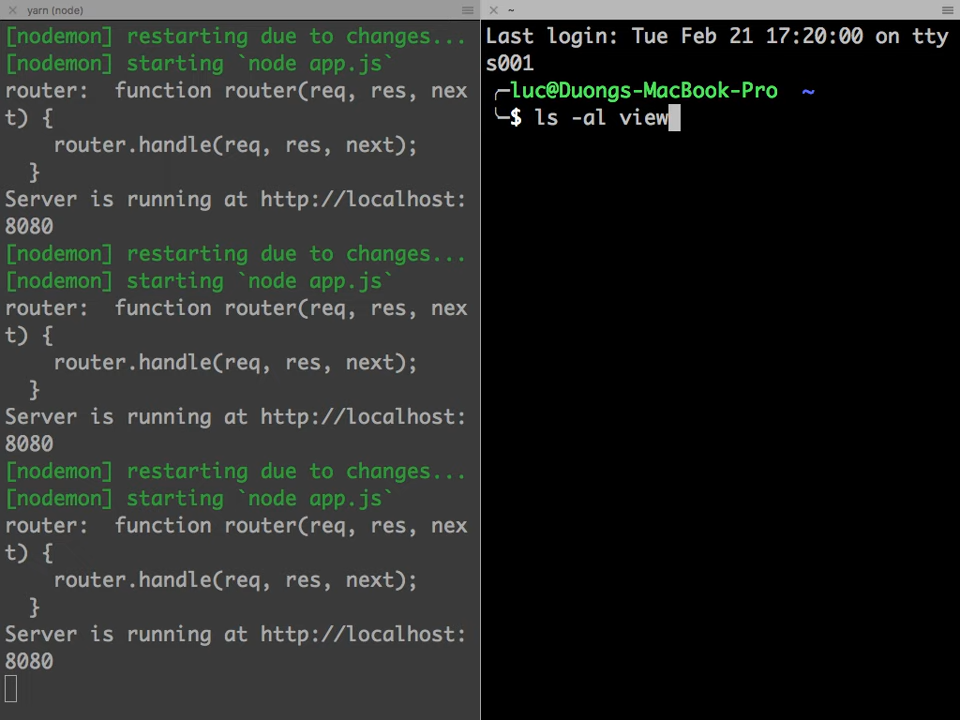 yarn (node)
[nodemon] restarting due to changes...
[nodemon] starting `node app.js`
router:  function router(req, res, nex
t) {
    router.handle(req, res, next);
  }
Server is running at http://localhost:
8080
[nodemon] restarting due to changes...
[nodemon] starting `node app.js`
router:  function router(req, res, nex
t) {
    router.handle(req, res, next);
  }
Server is running at http://localhost:
8080
[nodemon] restarting due to changes...
[nodemon] starting `node app.js`
router:  function router(req, res, nex
t) {
    router.handle(req, res, next);
  }
Server is running at http://localhost:
8080
~
Last login: Tue Feb 21 17:20:00 on tty
s001
╭─luc@Duongs-MacBook-Pro  ~
╰─$ ls -al view